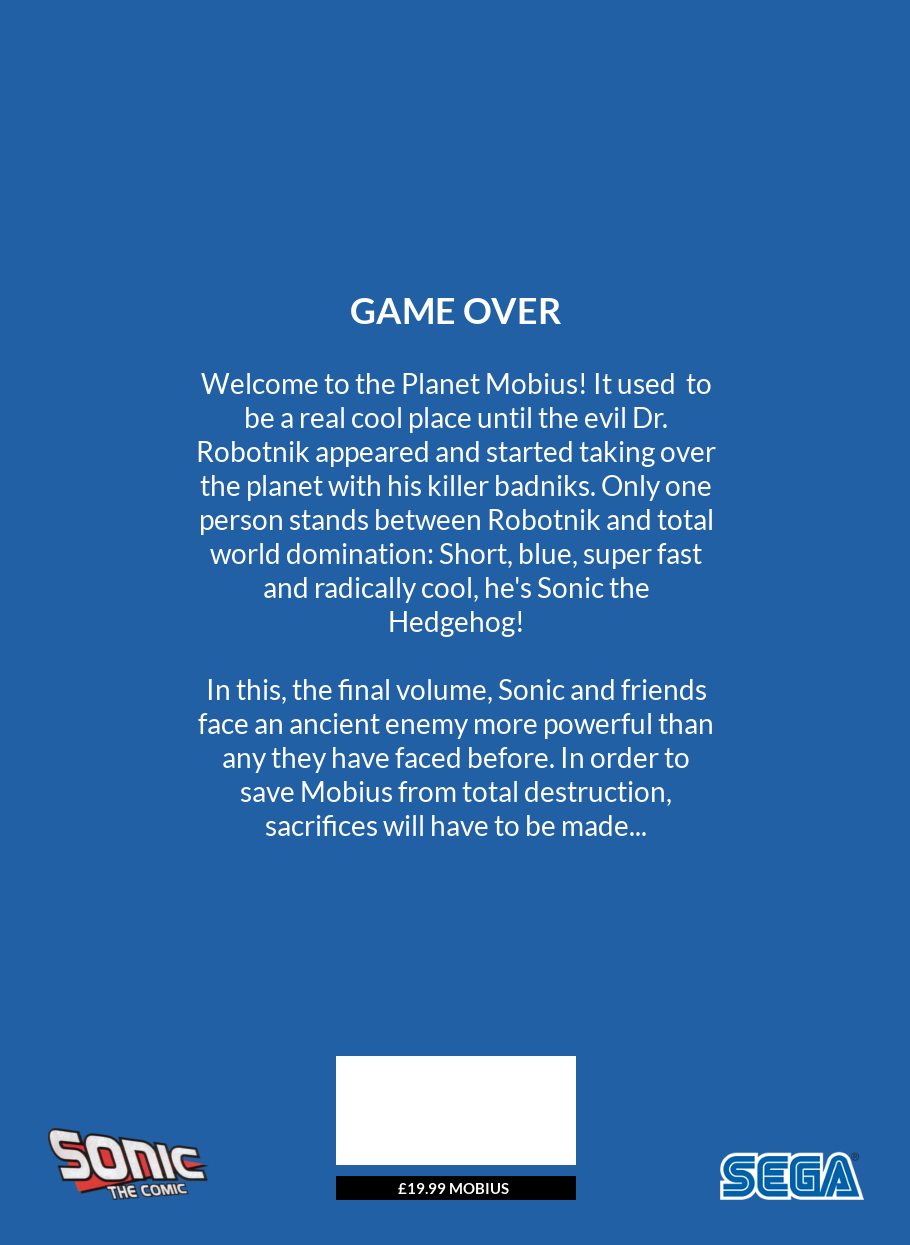 GAME OVER
Welcome to the Planet Mobius! It used  to
be a real cool place until the evil Dr.
Robotnik appeared and started taking over
the planet with his killer badniks. Only one
person stands between Robotnik and total
world domination: Short, blue, super fast
and radically cool, he's Sonic the
Hedgehog!
In this, the final volume, Sonic and friends
face an ancient enemy more powerful than
any they have faced before. In order to
save Mobius from total destruction,
sacrifices will have to be made...
SONIC
THE COMIC
£19.99 MOBIUS
SEGA®